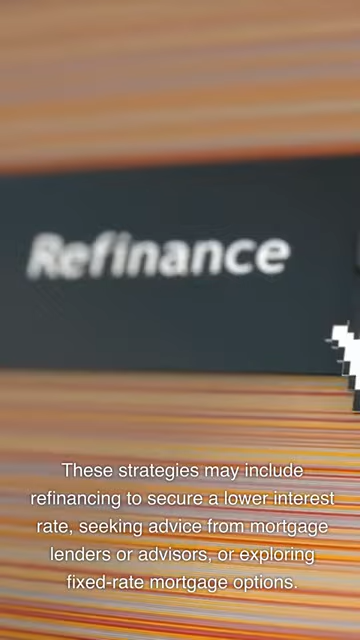 Refinance
These strategies may include
refinancing to secure a lower interest
rate, seeking advice from mortgage
lenders or advisors, or exploring
fixed-rate mortgage options.